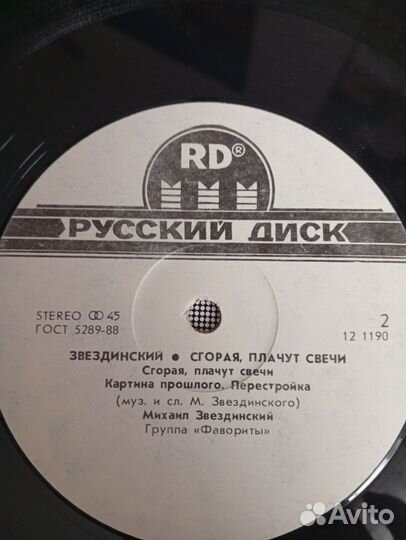 RD®
РУССКИЙ ДИСК
STEREO ꝏ 45
ГОСТ 5289-88
2
12 1190
ЗВЕЗДИНСКИЙ ● СГОРАЯ, ПЛАЧУТ СВЕЧИ
Сгорая, плачут свечи
Картина прошлого. Перестройка
(муз. и сл. М. Звездинского)
Михаил Звездинский
Группа «Фавориты»
Avito